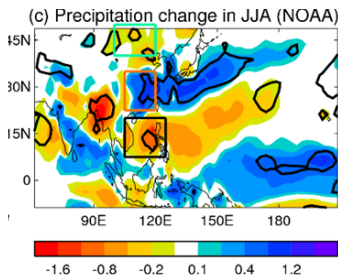 (c) Precipitation change in JJA (NOAA)
45N
30N
15N
0
90E 120E 150E 180
-1.6 -0.8 -0.2 0.1 0.4 1.2